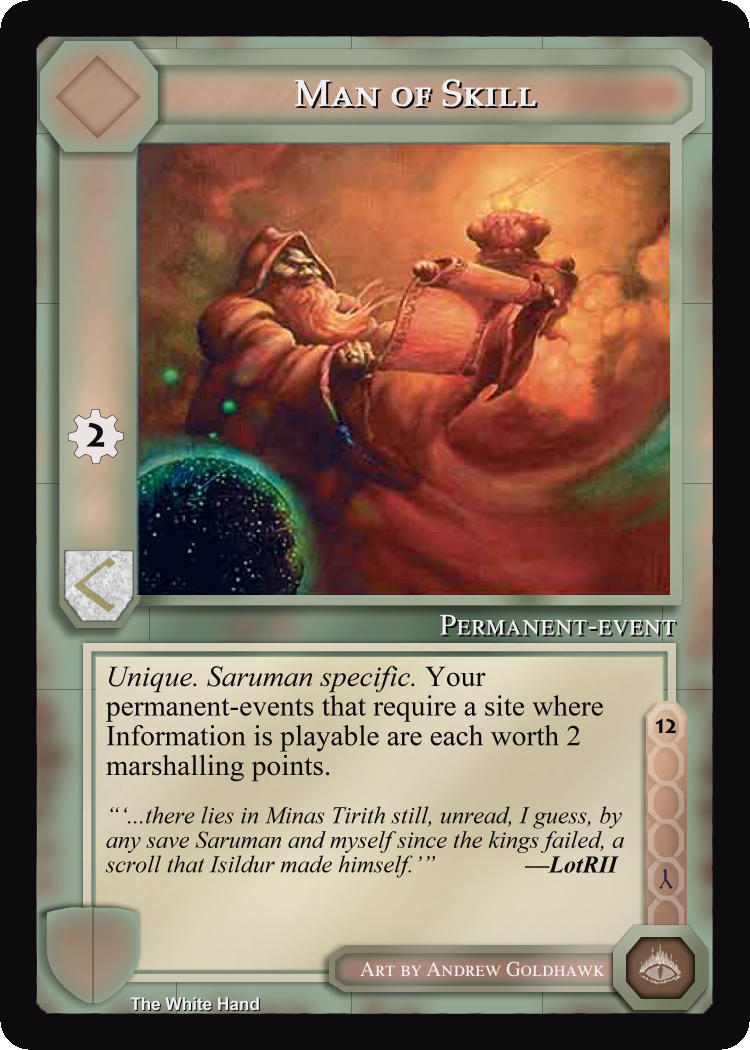 Man of Skill
2
Permanent-event
Unique. Saruman specific. Your
permanent-events that require a site where
Information is playable are each worth 2
marshalling points.
12
“‘...there lies in Minas Tirith still, unread, I guess, by
any save Saruman and myself since the kings failed, a
scroll that Isildur made himself.’” —LotRII
Art by Andrew Goldhawk
The White Hand